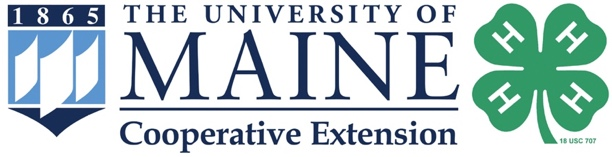 1865
THE UNIVERSITY OF
MAINE
Cooperative Extension
H H
H H
18 USC 707